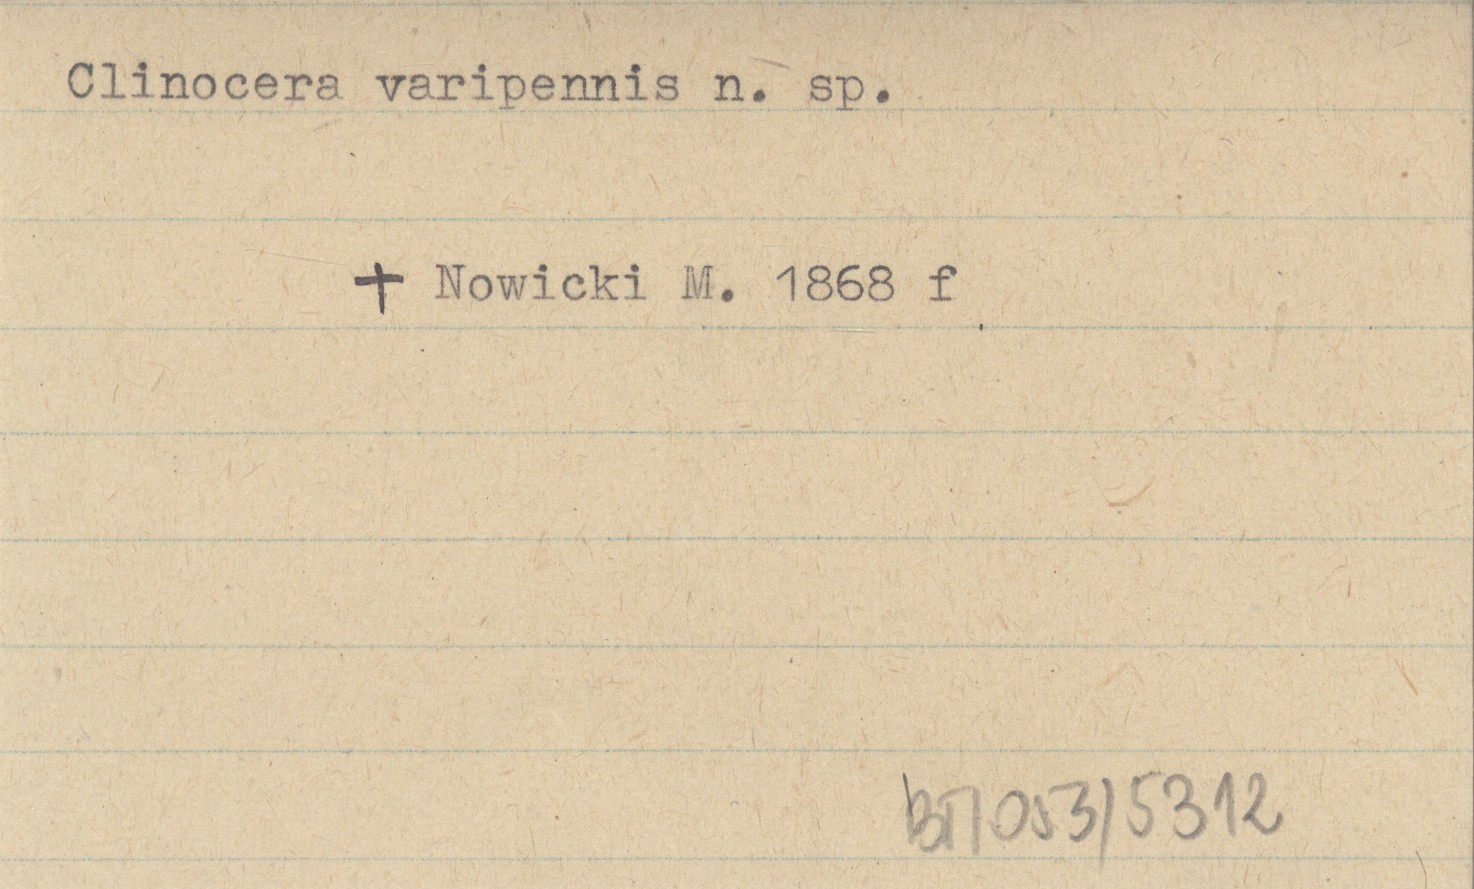 Clinocera varipennis n. sp.
+ Nowicki M. 1868 f
BT/053/5312